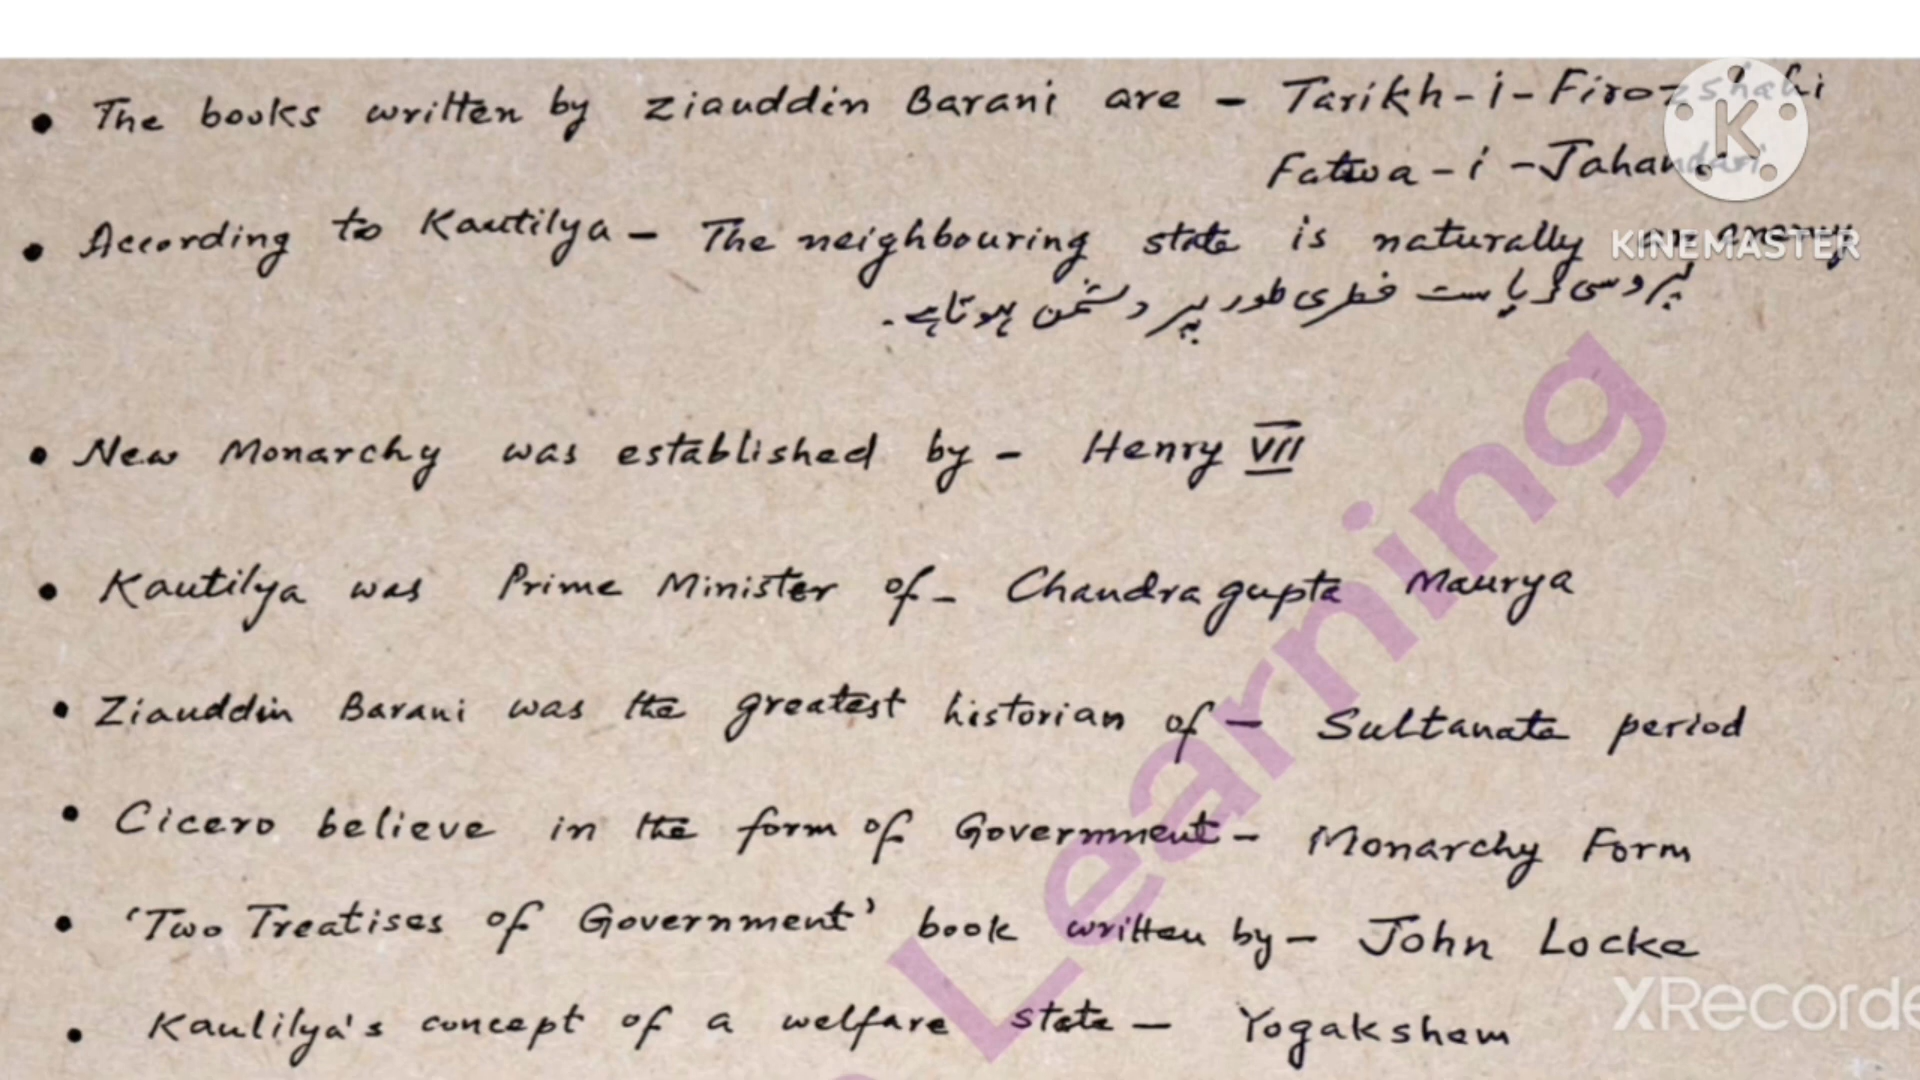 • The books written by Ziauddin Barani are - Tarikh-i-Firozshahi
Fatwa-i-Jahandari
• According to Kautilya - The neighbouring state is naturally an enemy
پروسی ریاست فطری طور پر دشمن ہوتا ہے۔
• New Monarchy was established by - Henry VII
• Kautilya was Prime Minister of - Chandragupta Maurya
• Ziauddin Barani was the greatest historian of - Sultanate period
• Cicero believe in the form of Government - Monarchy Form
• 'Two Treatises of Government' book written by - John Locke
• Kaulilya's concept of a welfare state - Yogakshem
K
KINEMASTER
Learning
XRecorde